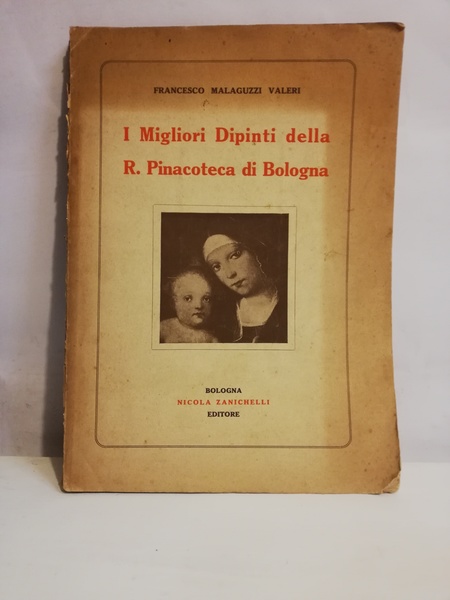 FRANCESCO MALAGUZZI VALERI
I Migliori Dipinti della
R. Pinacoteca di Bologna
BOLOGNA
NICOLA ZANICHELLI
EDITORE